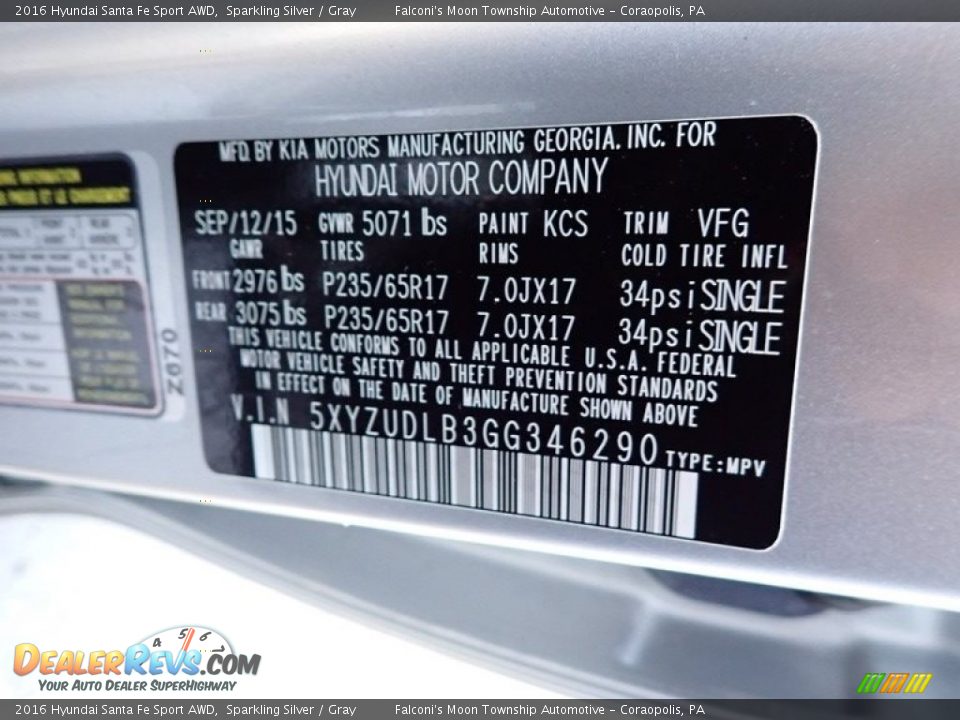 2016 Hyundai Santa Fe Sport AWD,  Sparkling Silver / Gray  Falconi's Moon Township Automotive - Coraopolis, PA
MFD. BY KIA MOTORS MANUFACTURING GEORGIA. INC. FOR
HYUNDAI MOTOR COMPANY
SEP/12/15 GVWR 5071 lbs PAINT KCS TRIM VFG
GAWR TIRES RIMS COLD TIRE INFL
FRONT 2976 lbs P235/65R17 7.0JX17 34psi SINGLE
REAR 3075 lbs P235/65R17 7.0JX17 34psi SINGLE
THIS VEHICLE CONFORMS TO ALL APPLICABLE U.S.A. FEDERAL
MOTOR VEHICLE SAFETY AND THEFT PREVENTION STANDARDS
IN EFFECT ON THE DATE OF MANUFACTURE SHOWN ABOVE
V.I.N 5XYZUDLB3GG346290 TYPE:MPV
Z670
4 5 6
DEALERREVS.COM
YOUR AUTO DEALER SUPERHIGHWAY
2016 Hyundai Santa Fe Sport AWD,  Sparkling Silver / Gray  Falconi's Moon Township Automotive - Coraopolis, PA